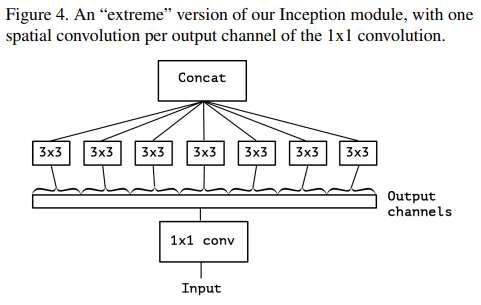 Figure 4. An “extreme” version of our Inception module, with one
spatial convolution per output channel of the 1x1 convolution.
Concat
3x3 3x3 3x3 3x3 3x3 3x3 3x3
Output
channels
1x1 conv
Input